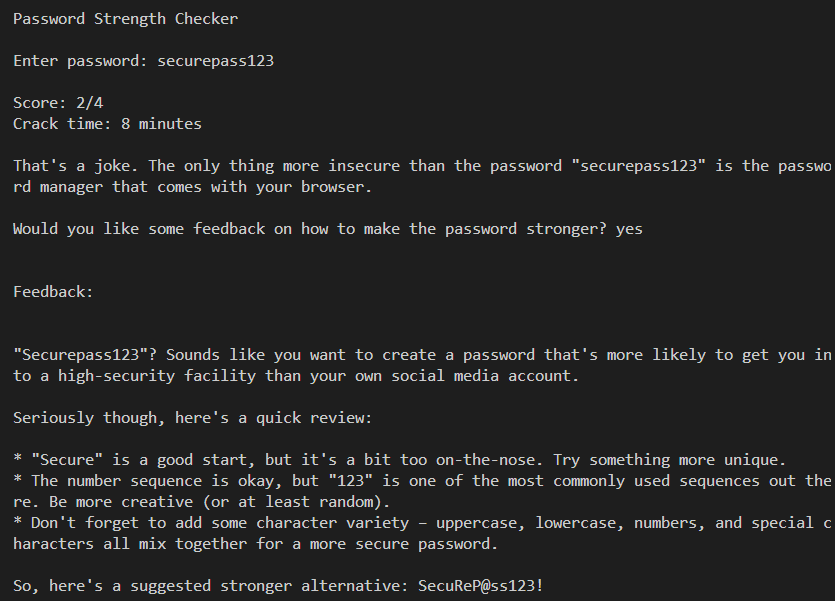 Password Strength Checker
Enter password: securepass123
Score: 2/4
Crack time: 8 minutes
That's a joke. The only thing more insecure than the password "securepass123" is the passwo
rd manager that comes with your browser.
Would you like some feedback on how to make the password stronger? yes
Feedback:
"Securepass123"? Sounds like you want to create a password that's more likely to get you in
to a high-security facility than your own social media account.
Seriously though, here's a quick review:
* "Secure" is a good start, but it's a bit too on-the-nose. Try something more unique.
* The number sequence is okay, but "123" is one of the most commonly used sequences out the
re. Be more creative (or at least random).
* Don't forget to add some character variety – uppercase, lowercase, numbers, and special c
haracters all mix together for a more secure password.
So, here's a suggested stronger alternative: SecuReP@ss123!